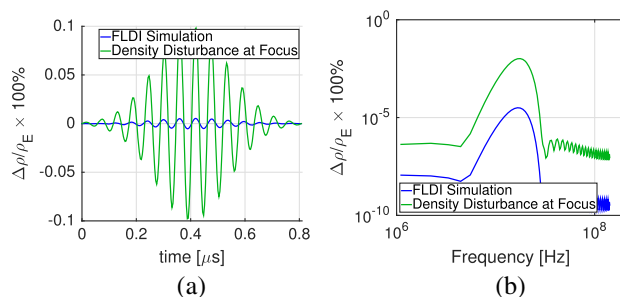 Δρ/ρ_E × 100%
0.1
0.05
0
-0.05
-0.1
FLDI Simulation
Density Disturbance at Focus
0 0.2 0.4 0.6 0.8
time [μs]
(a)
Δρ/ρ_E × 100%
10^0
10^-5
10^-10
FLDI Simulation
Density Disturbance at Focus
10^6 10^8
Frequency [Hz]
(b)